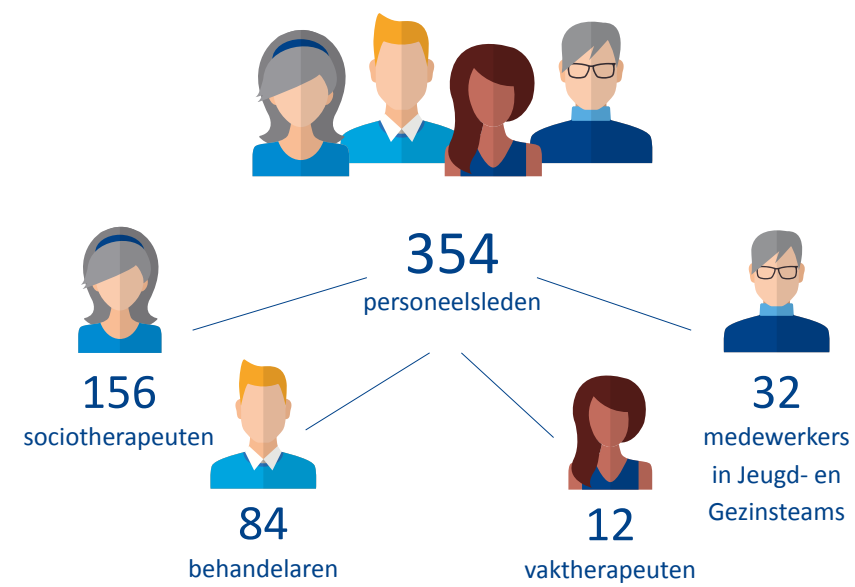 354
personeelsleden
156
sociotherapeuten
84
behandelaren
12
vaktherapeuten
32
medewerkers
in Jeugd- en
Gezinsteams